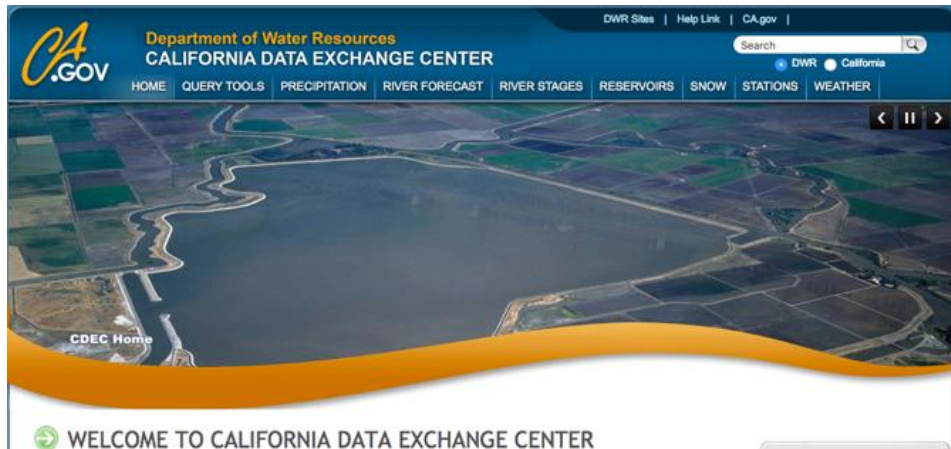 DWR Sites | Help Link | CA.gov |
CA
.GOV
Department of Water Resources
CALIFORNIA DATA EXCHANGE CENTER
Search
DWR California
HOME QUERY TOOLS PRECIPITATION RIVER FORECAST RIVER STAGES RESERVOIRS SNOW STATIONS WEATHER
CDEC Home
WELCOME TO CALIFORNIA DATA EXCHANGE CENTER